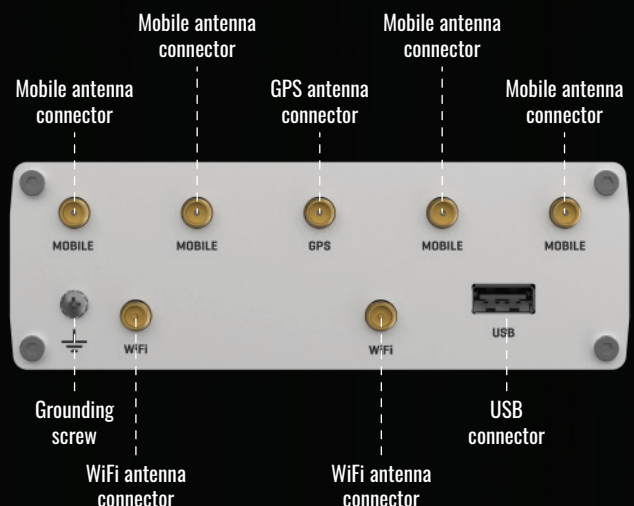 Mobile antenna
connector
Mobile antenna
connector
Mobile antenna
connector
GPS antenna
connector
Mobile antenna
connector
MOBILE
MOBILE
GPS
MOBILE
MOBILE
WiFi
WiFi
USB
Grounding
screw
USB
connector
WiFi antenna
connector
WiFi antenna
connector